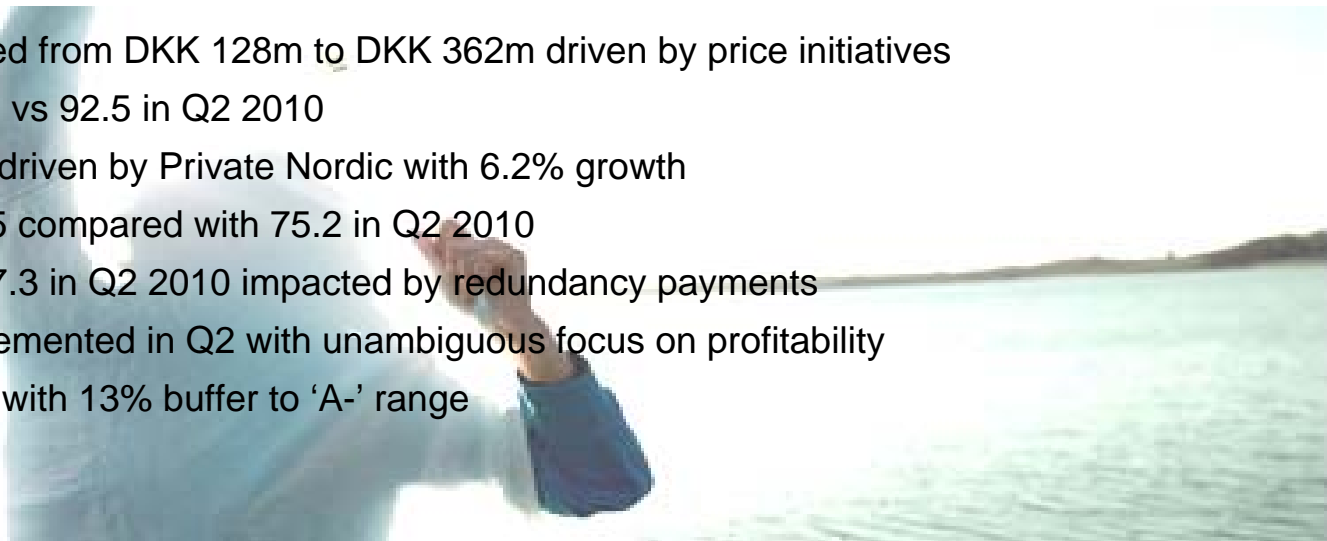 ed from DKK 128m to DKK 362m driven by price initiatives
vs 92.5 in Q2 2010
driven by Private Nordic with 6.2% growth
5 compared with 75.2 in Q2 2010
7.3 in Q2 2010 impacted by redundancy payments
emented in Q2 with unambiguous focus on profitability
with 13% buffer to ‘A-’ range